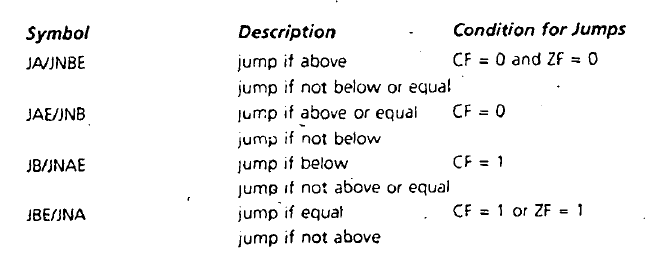 Symbol Description Condition for Jumps
JA/JNBE jump if above CF = 0 and ZF = 0
jump if not below or equal
JAE/JNB jump if above or equal CF = 0
jump if not below
JB/JNAE jump if below CF = 1
jump if not above or equal
JBE/JNA jump if equal CF = 1 or ZF = 1
jump if not above